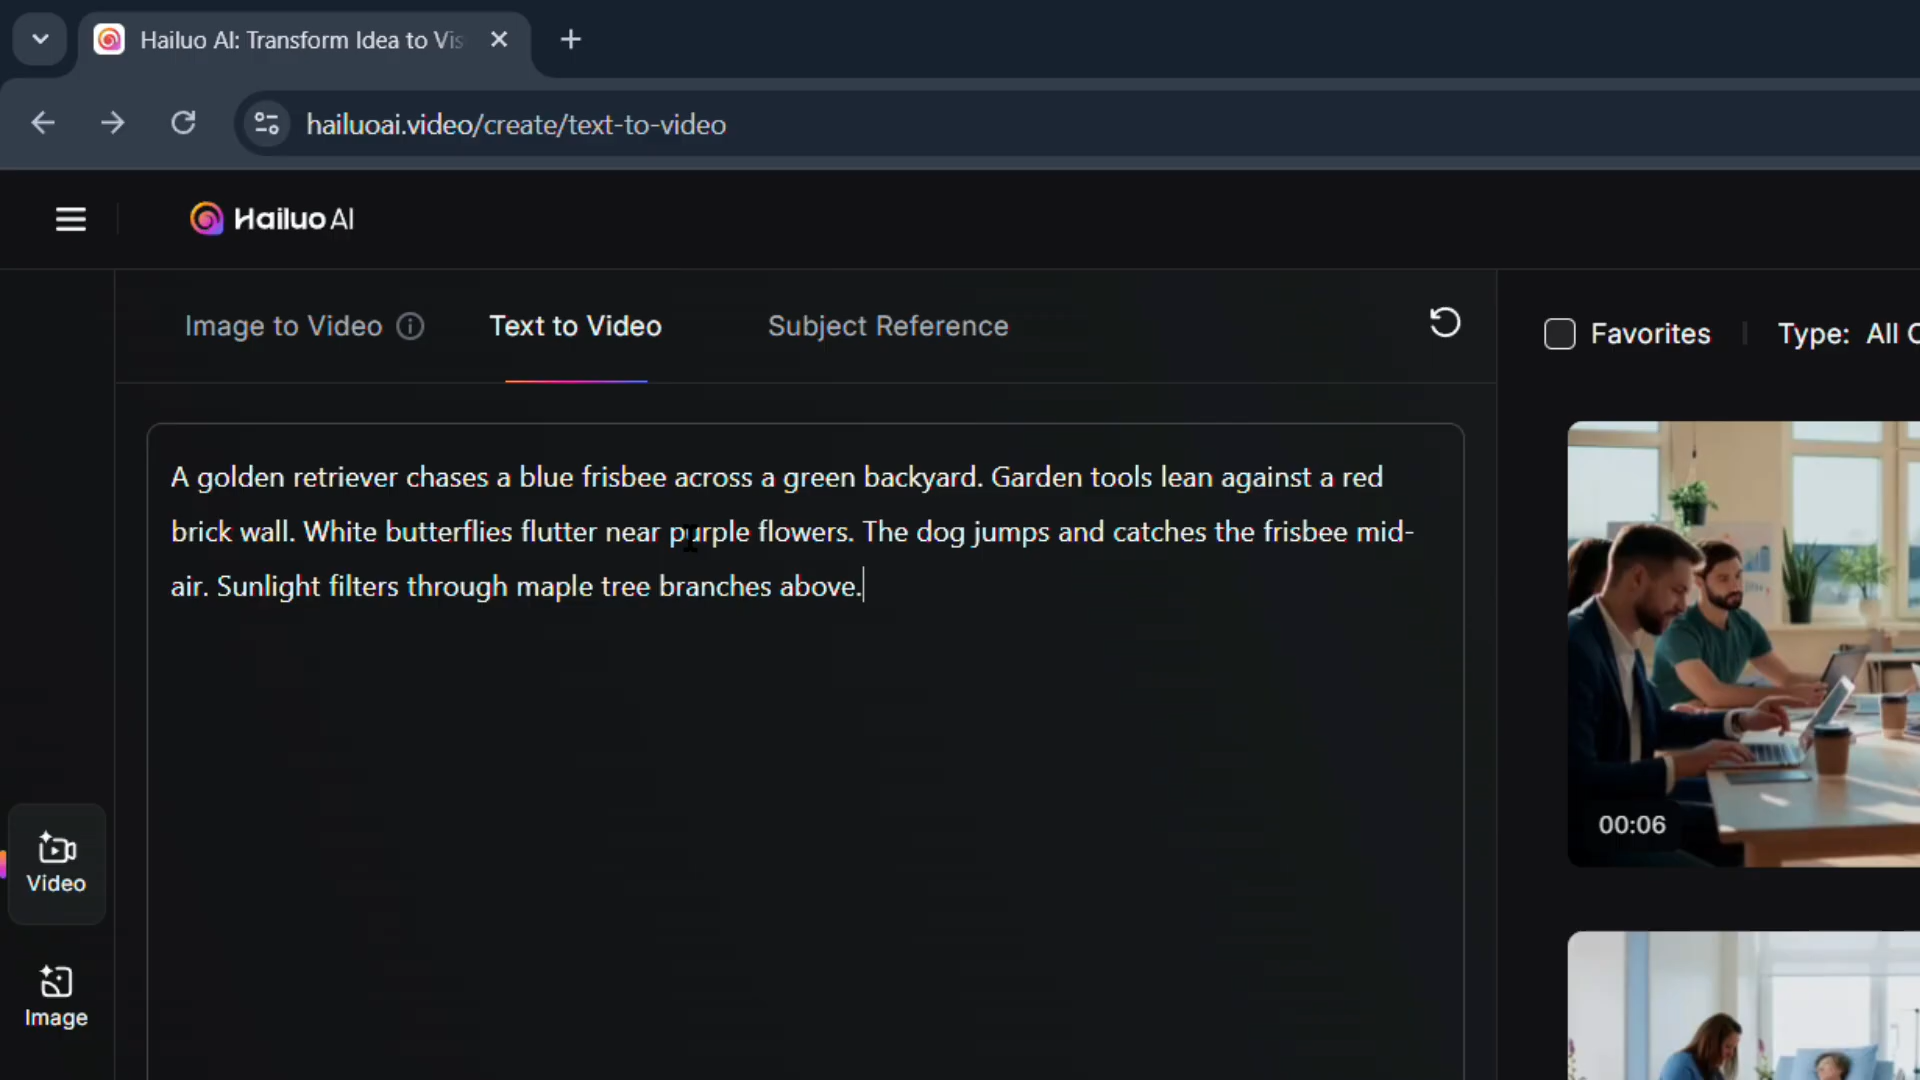 Hailuo AI: Transform Idea to Vis
hailuoai.video/create/text-to-video
Hailuo AI
Image to Video
Text to Video
Subject Reference
Favorites
Type: All
A golden retriever chases a blue frisbee across a green backyard. Garden tools lean against a red
brick wall. White butterflies flutter near purple flowers. The dog jumps and catches the frisbee mid-
air. Sunlight filters through maple tree branches above.
00:06
Video
Image